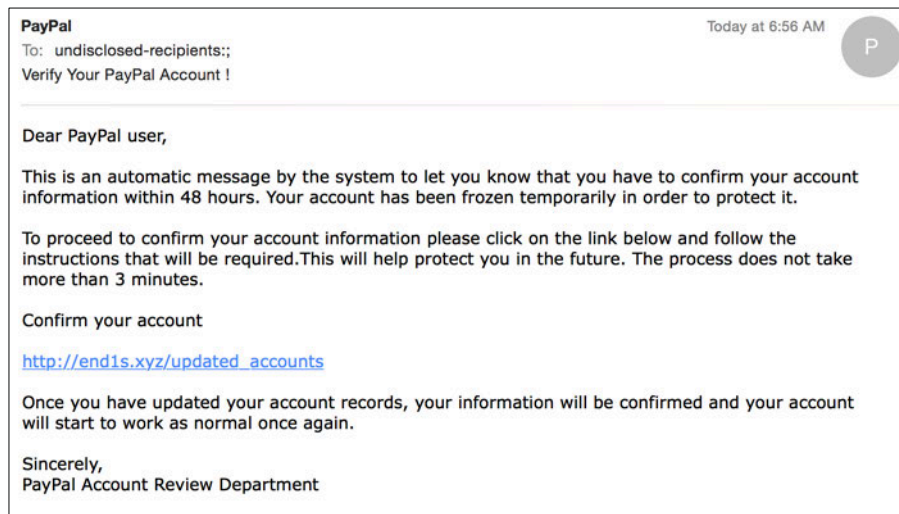 PayPal
Today at 6:56 AM
P
To: undisclosed-recipients:;
Verify Your PayPal Account !
Dear PayPal user,
This is an automatic message by the system to let you know that you have to confirm your account
information within 48 hours. Your account has been frozen temporarily in order to protect it.
To proceed to confirm your account information please click on the link below and follow the
instructions that will be required.This will help protect you in the future. The process does not take
more than 3 minutes.
Confirm your account
http://end1s.xyz/updated_accounts
Once you have updated your account records, your information will be confirmed and your account
will start to work as normal once again.
Sincerely,
PayPal Account Review Department